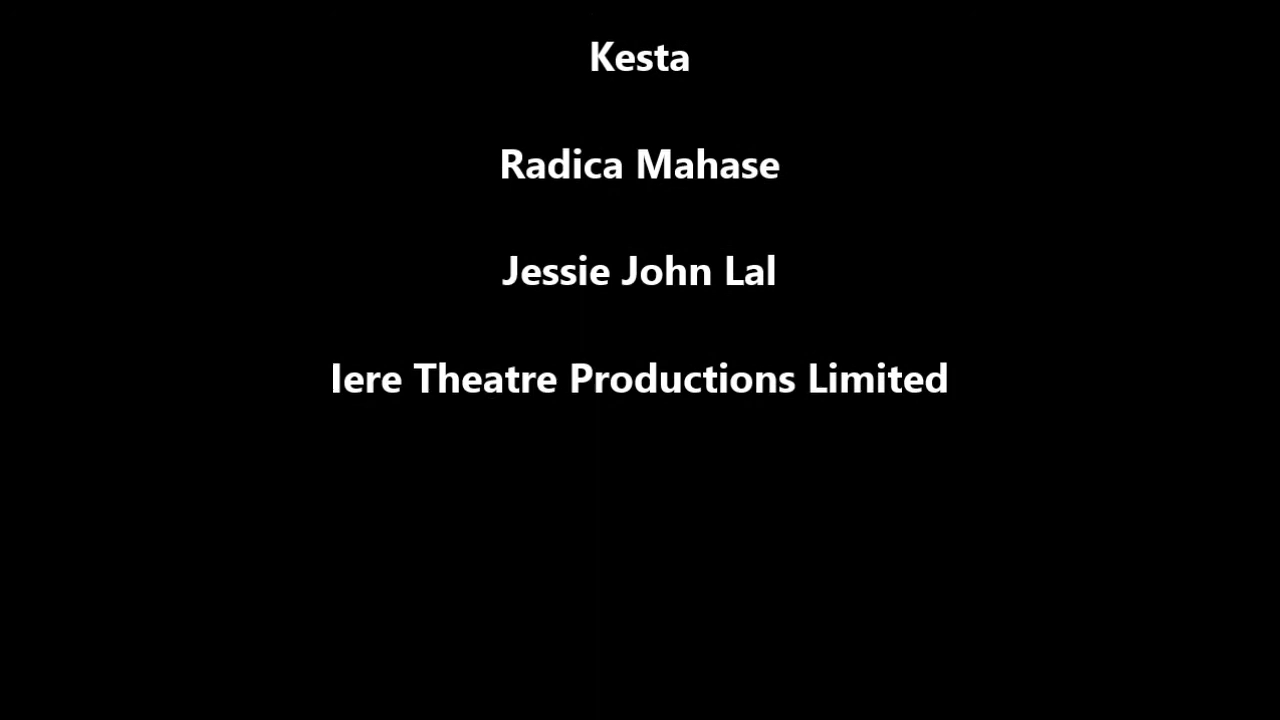 Kesta
Radica Mahase
Jessie John Lal
Iere Theatre Productions Limited